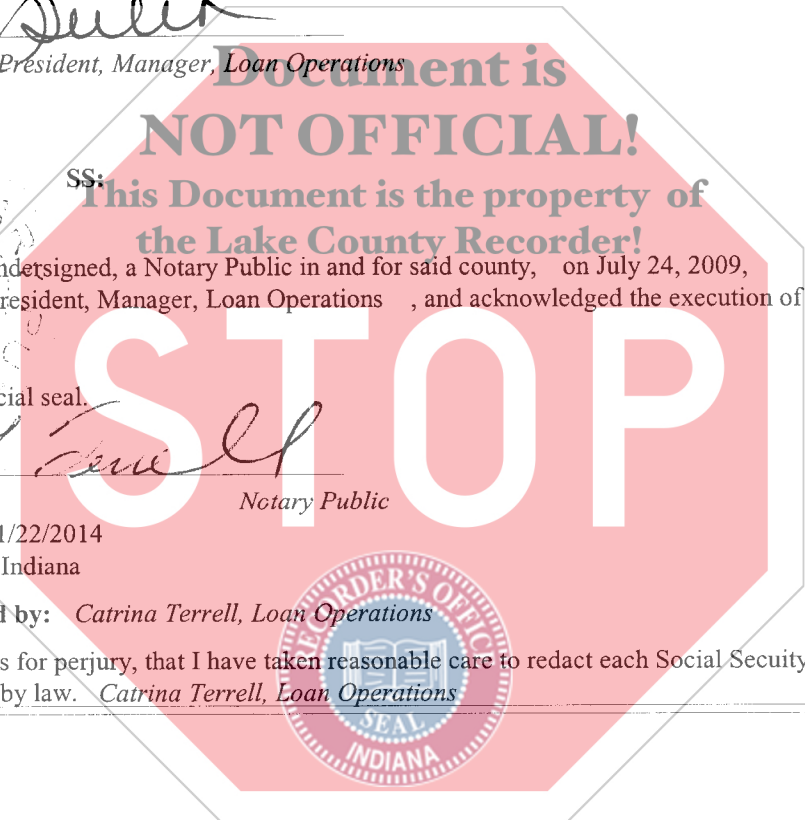 President, Manager, Loan Operations
Document is
NOT OFFICIAL!
SS:
This Document is the property of
the Lake County Recorder!
ndersigned, a Notary Public in and for said county, on July 24, 2009,
resident, Manager, Loan Operations , and acknowledged the execution of
STOP
cial seal.
Notary Public
1/22/2014
Indiana
d by: Catrina Terrell, Loan Operations
s for perjury, that I have taken reasonable care to redact each Social Secuity
by law. Catrina Terrell, Loan Operations
RECORDER'S OFFICE
SEAL
INDIANA